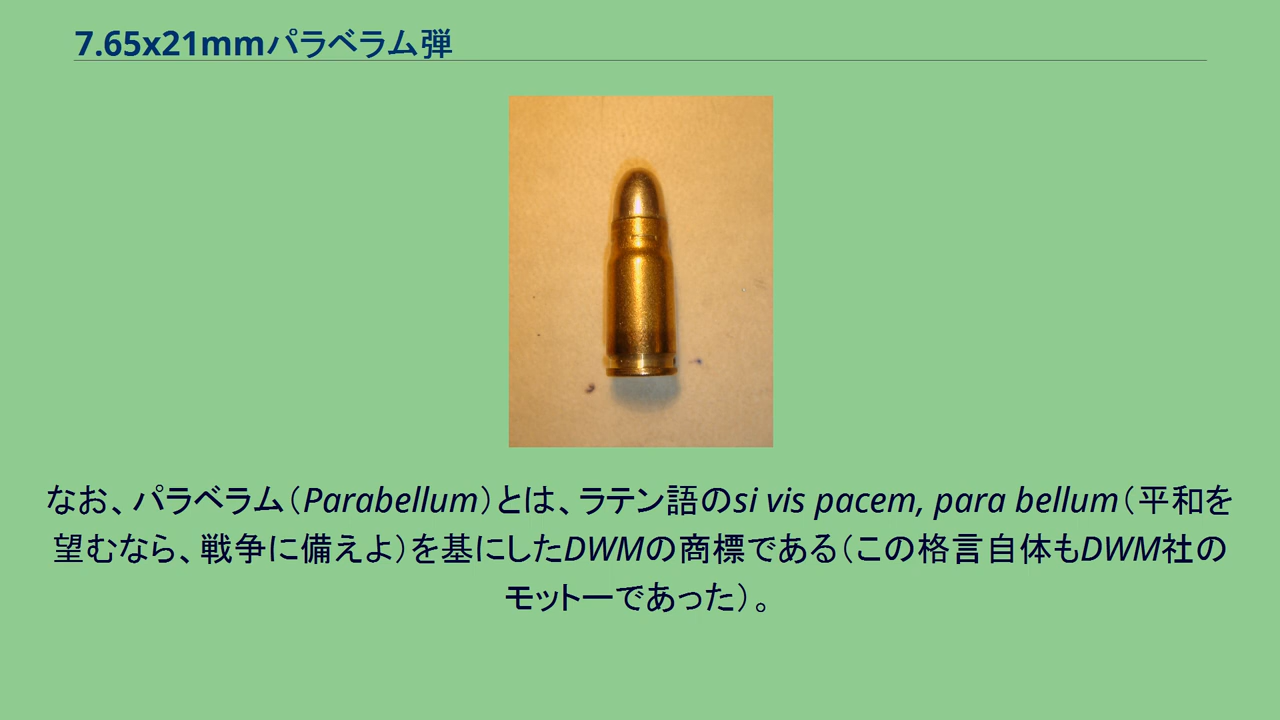 7.65x21mmパラベラム弾
なお、パラベラム（Parabellum）とは、ラテン語のsi vis pacem, para bellum（平和を
望むなら、戦争に備えよ）を基にしたDWMの商標である（この格言自体もDWM社の
モットーであった）。